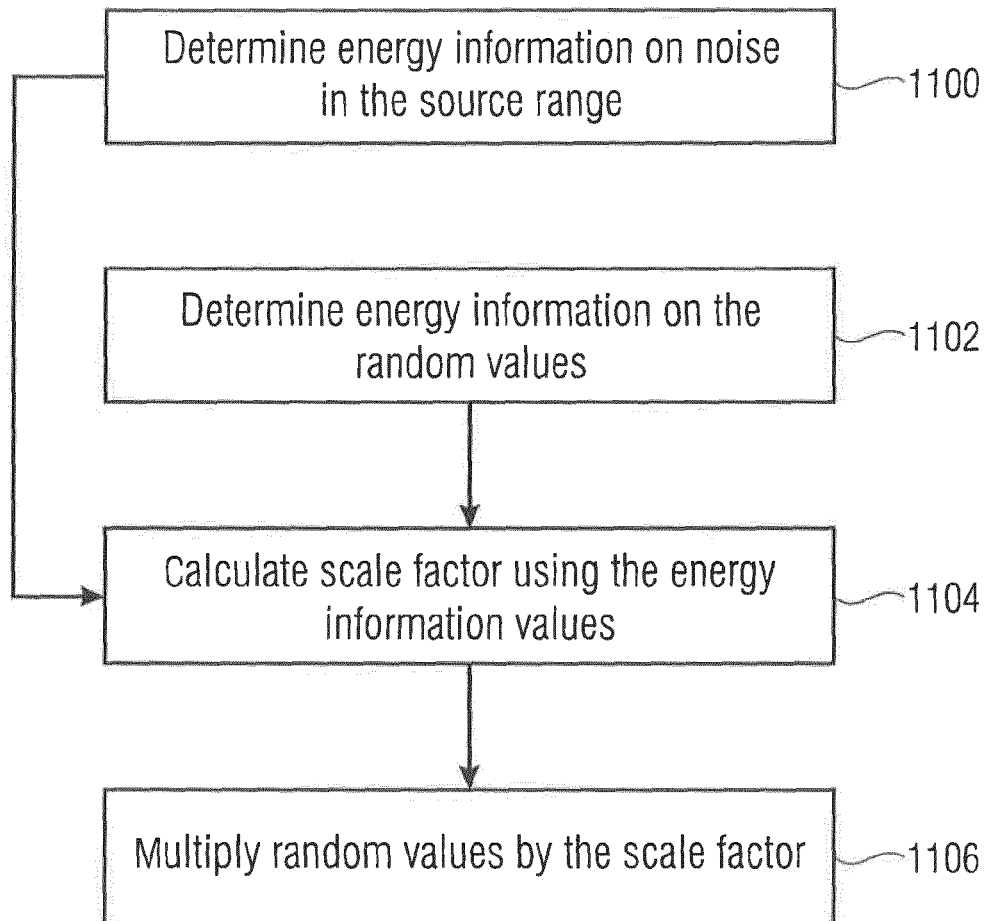 Determine energy information on noise
in the source range
1100
Determine energy information on the
random values
1102
Calculate scale factor using the energy
information values
1104
Multiply random values by the scale factor
1106